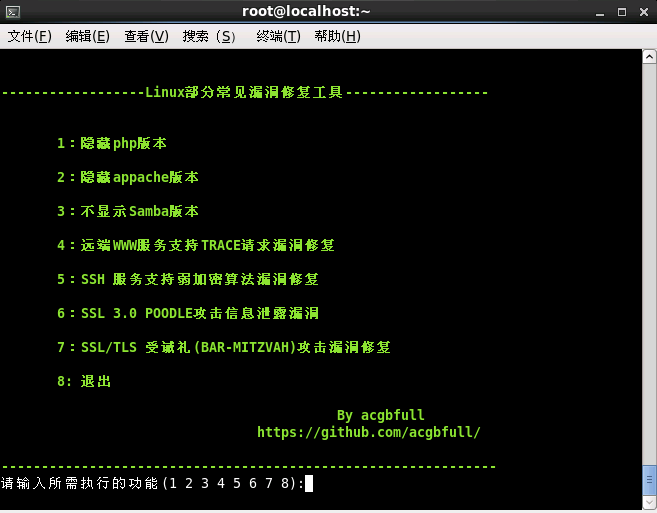 root@localhost:~
文件(F) 编辑(E) 查看(V) 搜索 (S) 终端(T) 帮助(H)
------------------Linux部分常见漏洞修复工具------------------
1：隐藏php版本
2：隐藏appache版本
3：不显示Samba版本
4：远端WWW服务支持TRACE请求漏洞修复
5：SSH 服务支持弱加密算法漏洞修复
6：SSL 3.0 POODLE攻击信息泄露漏洞
7：SSL/TLS 受诫礼(BAR-MITZVAH)攻击漏洞修复
8: 退出
By acgbfull
https://github.com/acgbfull/
--------------------------------------------------------------
请输入所需执行的功能(1 2 3 4 5 6 7 8):